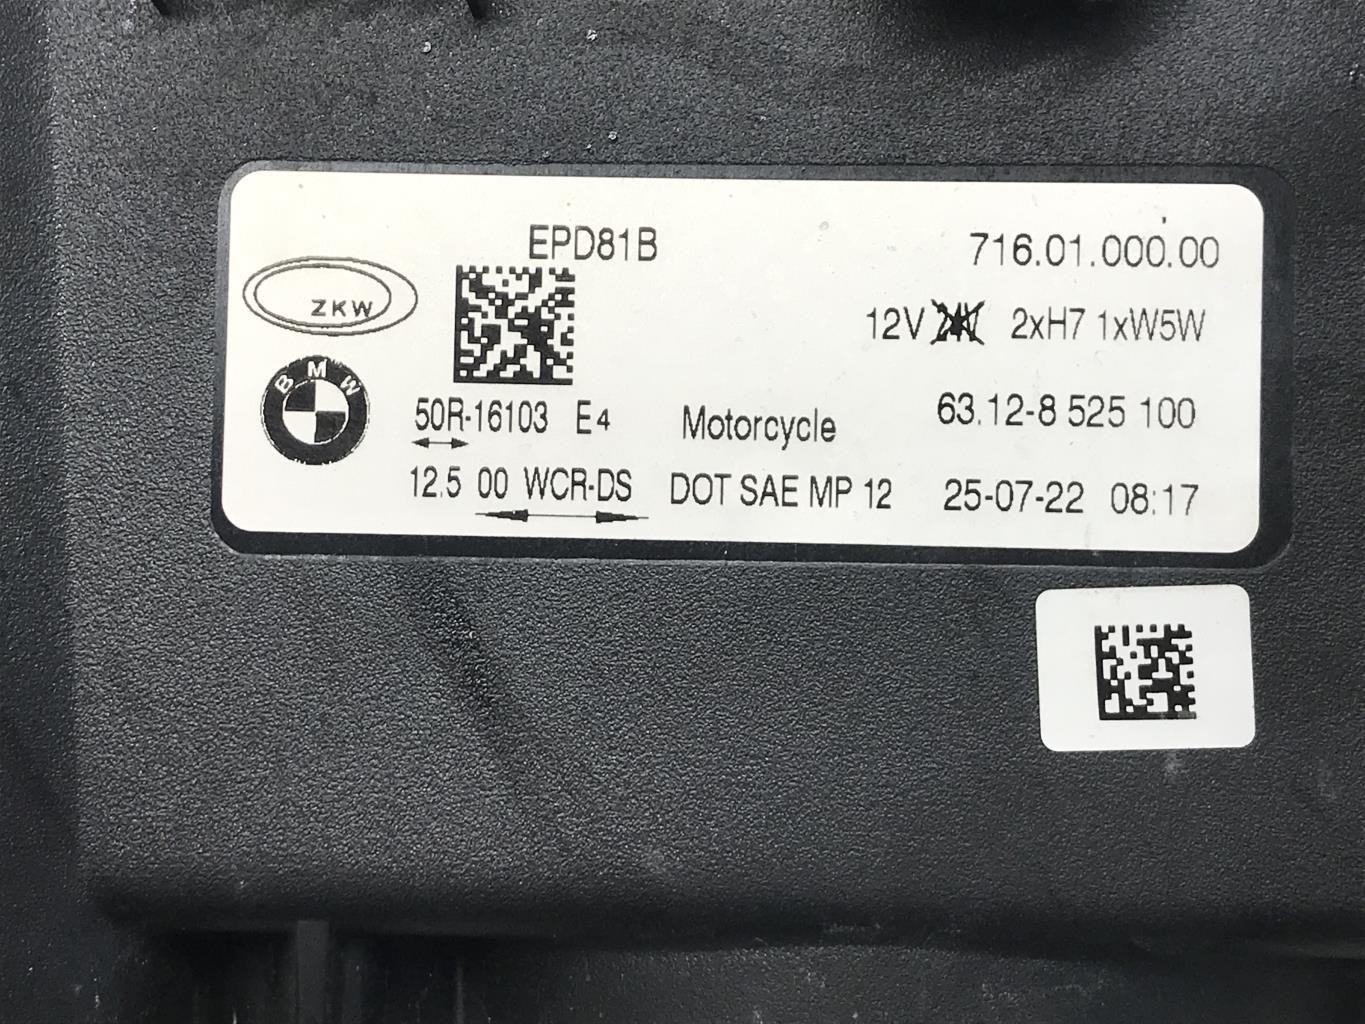 EPD81B
716.01.000.00
ZKW
12V 2xH7 1xW5W
BMW
50R-16103 E4
Motorcycle
63.12-8 525 100
12.5 00 WCR-DS
DOT SAE MP 12
25-07-22 08:17